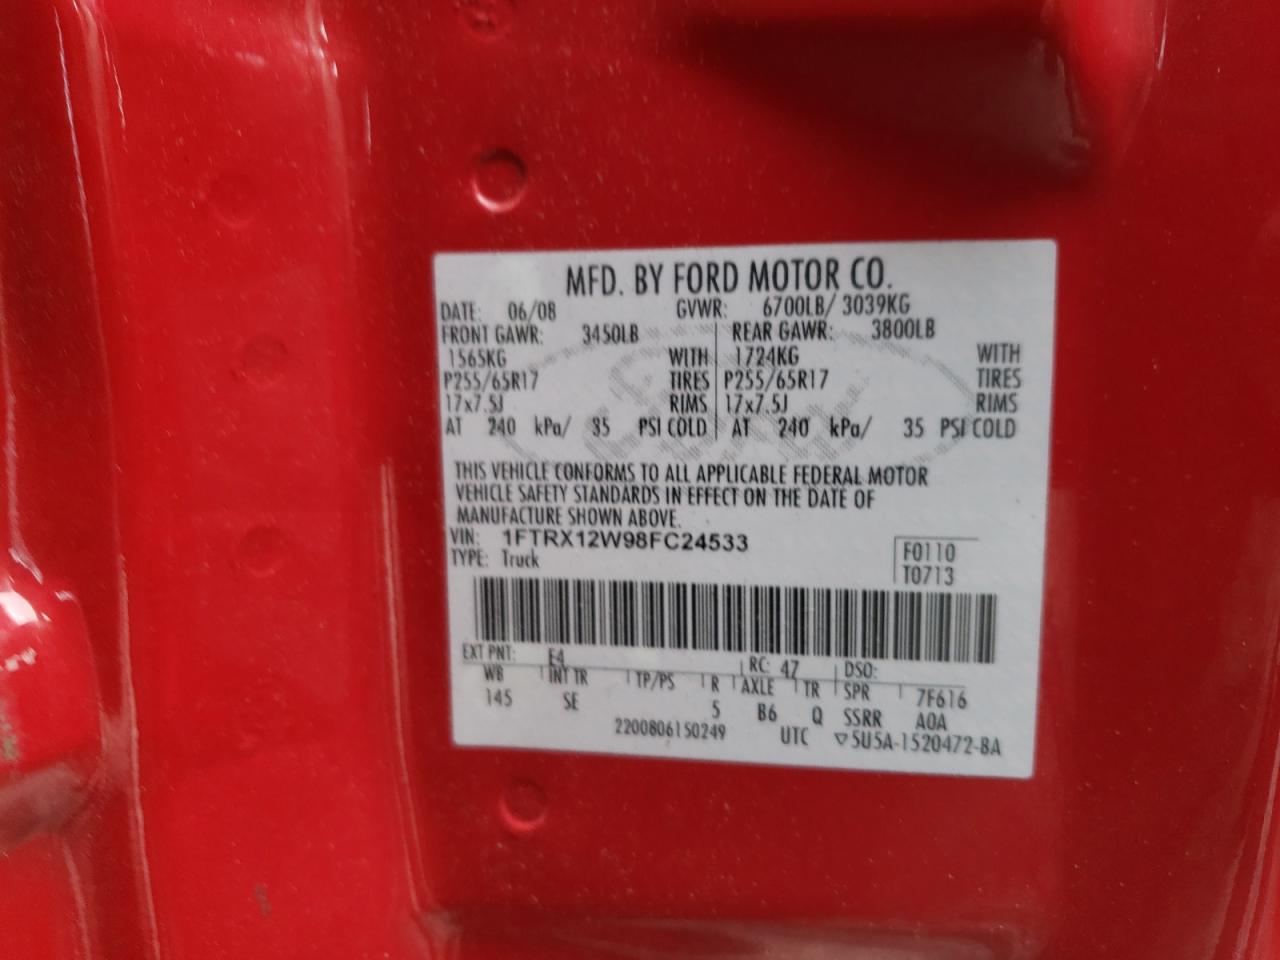 MFD. BY FORD MOTOR CO.
DATE: 06/08 GVWR: 6700LB/ 3039KG
FRONT GAWR: 3450LB REAR GAWR: 3800LB
1565KG WITH 1724KG WITH
P255/65R17 TIRES P255/65R17 TIRES
17x7.5J RIMS 17x7.5J RIMS
AT 240 kPa/ 35 PSI COLD AT 240 kPa/ 35 PSI COLD
THIS VEHICLE CONFORMS TO ALL APPLICABLE FEDERAL MOTOR
VEHICLE SAFETY STANDARDS IN EFFECT ON THE DATE OF
MANUFACTURE SHOWN ABOVE.
VIN: 1FTRX12W98FC24533 F0110
TYPE: Truck T0713
EXT PNT: E4 RC: 47 DSO:
WB INT TR TP/PS R AXLE TR SPR 7F616
145 SE 5 B6 Q SSRR A0A
2200806150249 UTC ▽5U5A-1520472-BA